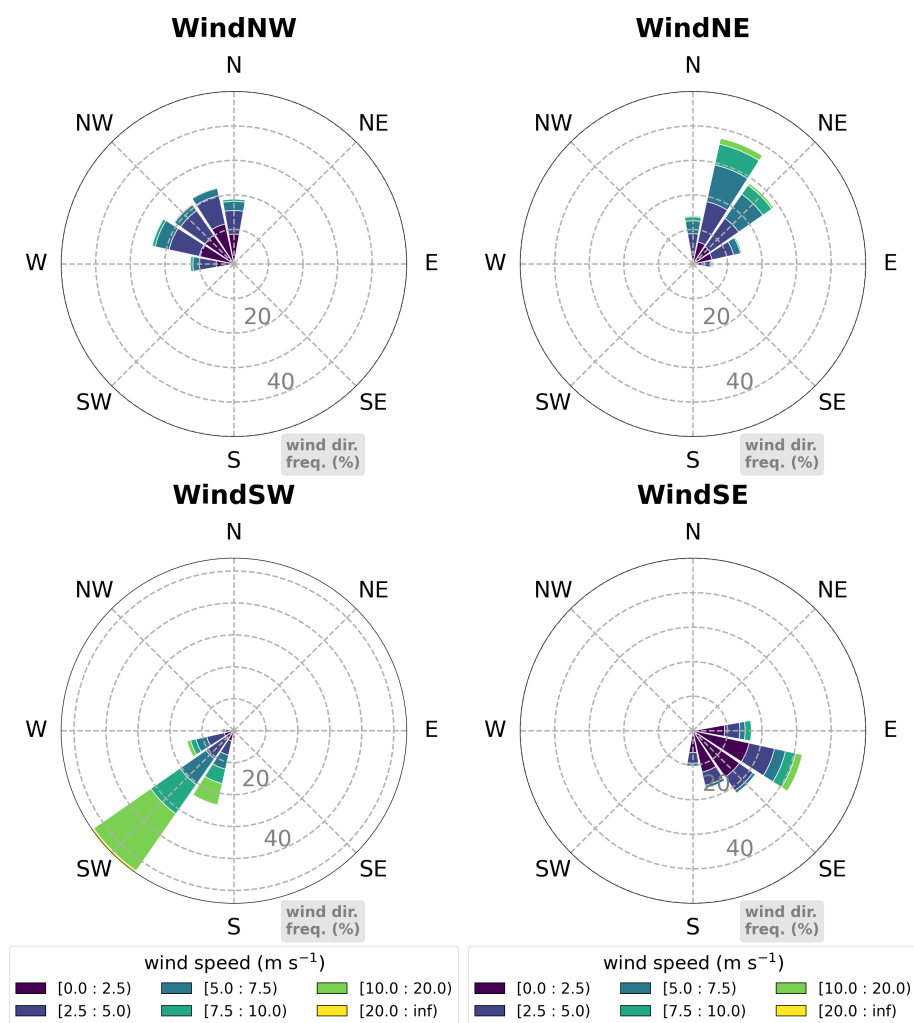 WindNW
N
NW
NE
W
E
20
40
SW
SE
S
wind dir.
freq. (%)
WindNE
N
NW
NE
W
E
20
40
SW
SE
S
wind dir.
freq. (%)
WindSW
N
NW
NE
W
E
20
40
SW
SE
S
wind dir.
freq. (%)
WindSE
N
NW
NE
W
E
20
40
SW
SE
S
wind dir.
freq. (%)
wind speed (m s⁻¹)
[0.0 : 2.5) [5.0 : 7.5) [10.0 : 20.0)
[2.5 : 5.0) [7.5 : 10.0) [20.0 : inf)
wind speed (m s⁻¹)
[0.0 : 2.5) [5.0 : 7.5) [10.0 : 20.0)
[2.5 : 5.0) [7.5 : 10.0) [20.0 : inf)